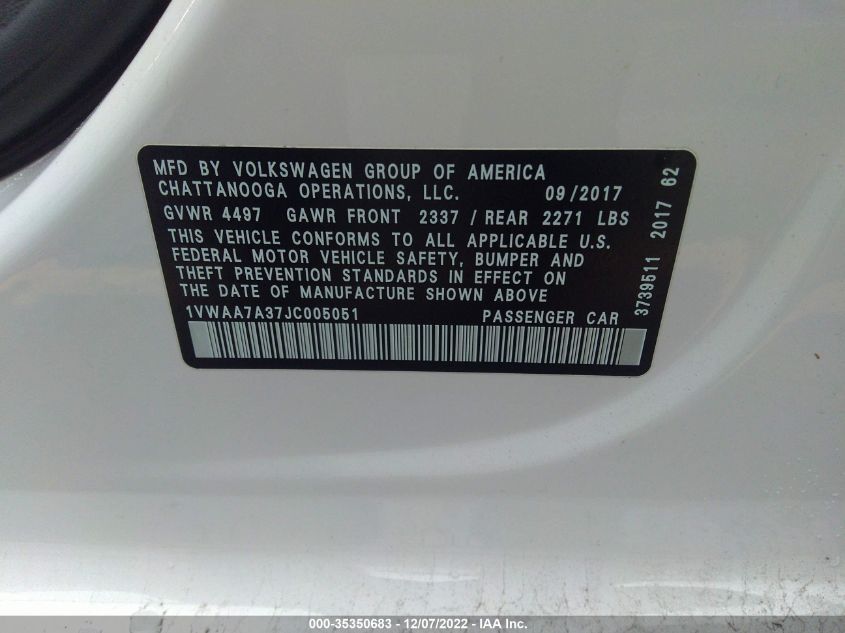 MFD BY VOLKSWAGEN GROUP OF AMERICA
CHATTANOOGA OPERATIONS, LLC. 09/2017
GVWR 4497 GAWR FRONT 2337 / REAR 2271 LBS
THIS VEHICLE CONFORMS TO ALL APPLICABLE U.S.
FEDERAL MOTOR VEHICLE SAFETY, BUMPER AND
THEFT PREVENTION STANDARDS IN EFFECT ON
THE DATE OF MANUFACTURE SHOWN ABOVE
1VWAA7A37JC005051 PASSENGER CAR
3739511 2017 62
000-35350683 - 12/07/2022 - IAA Inc.